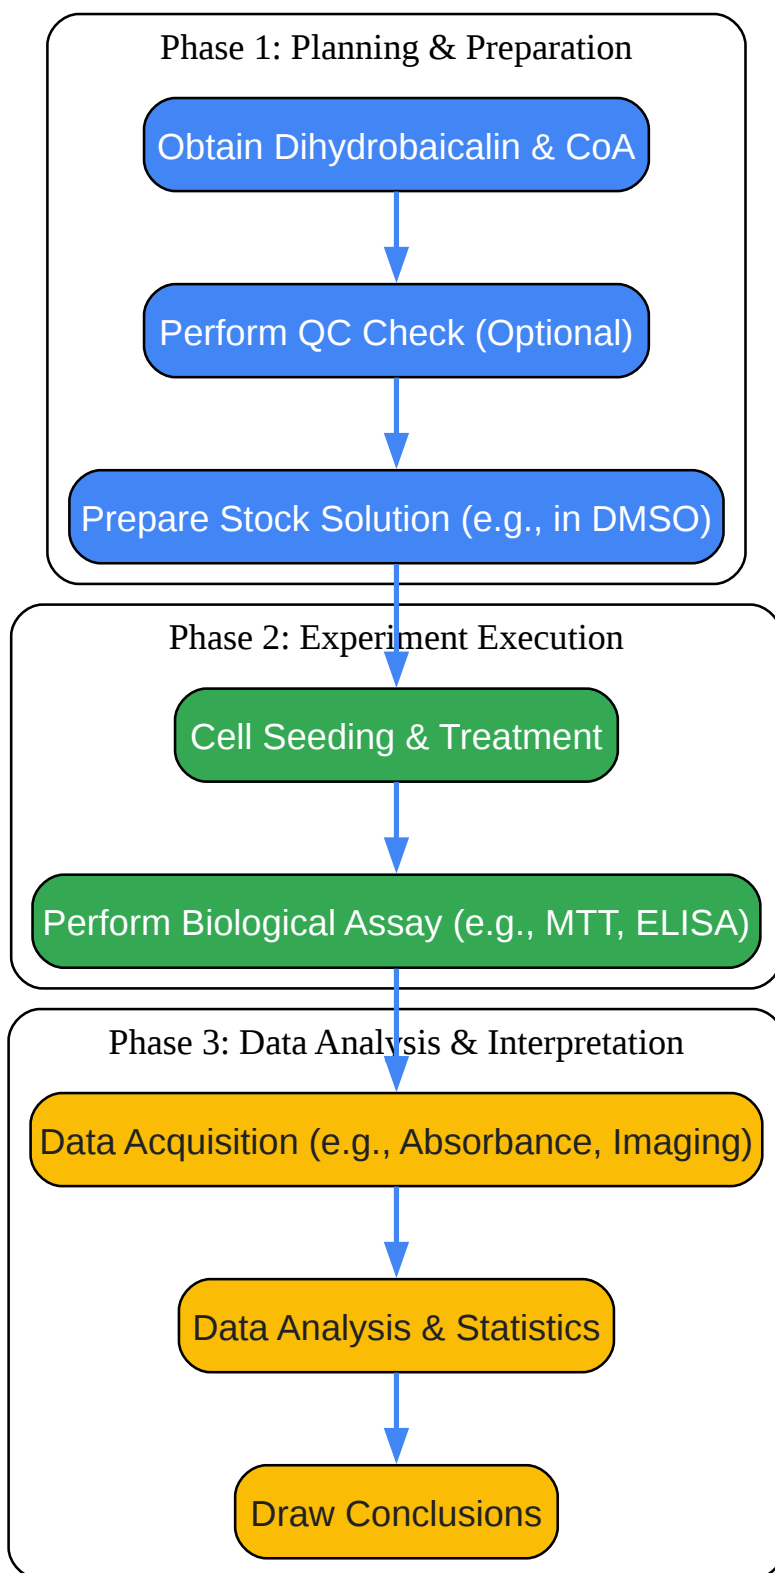 Phase 1: Planning & Preparation
Obtain Dihydrobaicalin & CoA
Perform QC Check (Optional)
Prepare Stock Solution (e.g., in DMSO)
Phase 2: Experiment Execution
Cell Seeding & Treatment
Perform Biological Assay (e.g., MTT, ELISA)
Phase 3: Data Analysis & Interpretation
Data Acquisition (e.g., Absorbance, Imaging)
Data Analysis & Statistics
Draw Conclusions